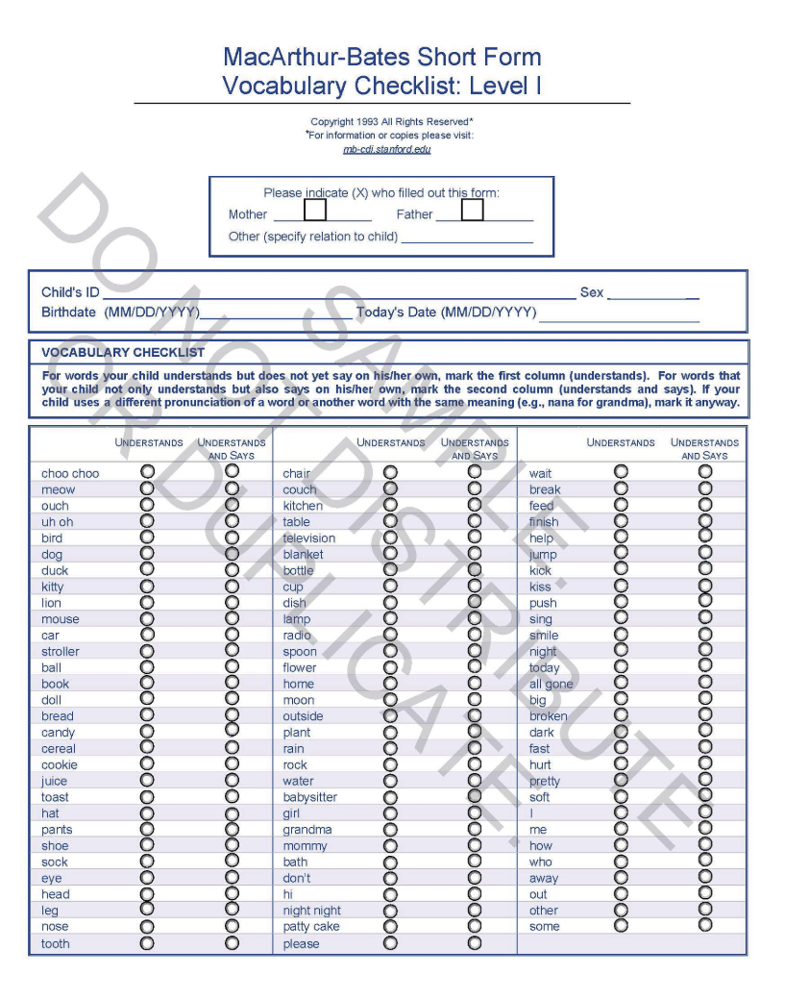 MacArthur-Bates Short Form
Vocabulary Checklist: Level I
Copyright 1993 All Rights Reserved*
*For information or copies please visit:
mb-cdi.stanford.edu
Please indicate (X) who filled out this form:
Mother Father
Other (specify relation to child)
Child's ID Sex
Birthdate (MM/DD/YYYY) Today's Date (MM/DD/YYYY)
VOCABULARY CHECKLIST
For words your child understands but does not yet say on his/her own, mark the first column (understands). For words that
your child not only understands but also says on his/her own, mark the second column (understands and says). If your
child uses a different pronunciation of a word or another word with the same meaning (e.g., nana for grandma), mark it anyway.
UNDERSTANDS UNDERSTANDS AND SAYS
choo choo
meow
ouch
uh oh
bird
dog
duck
kitty
lion
mouse
car
stroller
ball
book
doll
bread
candy
cereal
cookie
juice
toast
hat
pants
shoe
sock
eye
head
leg
nose
tooth
UNDERSTANDS UNDERSTANDS AND SAYS
chair
couch
kitchen
table
television
blanket
bottle
cup
dish
lamp
radio
spoon
flower
home
moon
outside
plant
rain
rock
water
babysitter
girl
grandma
mommy
bath
don't
hi
night night
patty cake
please
UNDERSTANDS UNDERSTANDS AND SAYS
wait
break
feed
finish
help
jump
kick
kiss
push
sing
smile
night
today
all gone
big
broken
dark
fast
hurt
pretty
soft
I
me
how
who
away
out
other
some
SAMPLE.
DO NOT DISTRIBUTE
OR DUPLICATE.